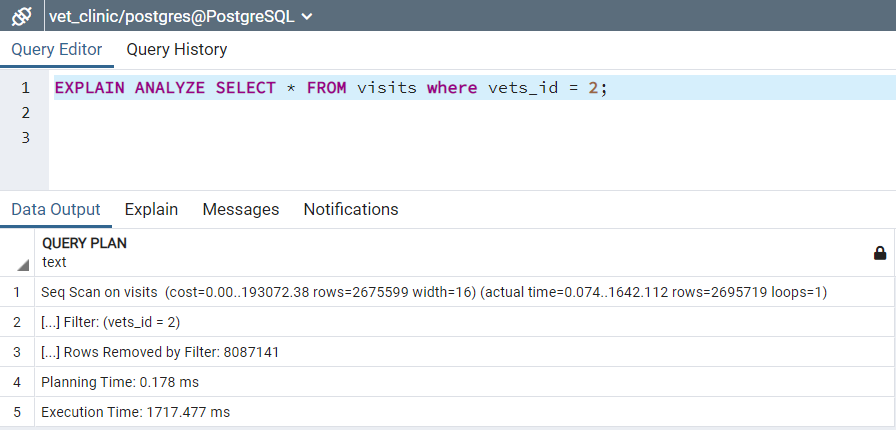 vet_clinic/postgres@PostgreSQL
Query Editor Query History
1 EXPLAIN ANALYZE SELECT * FROM visits where vets_id = 2;
2
3
Data Output Explain Messages Notifications
QUERY PLAN
text
1 Seq Scan on visits (cost=0.00..193072.38 rows=2675599 width=16) (actual time=0.074..1642.112 rows=2695719 loops=1)
2 [...] Filter: (vets_id = 2)
3 [...] Rows Removed by Filter: 8087141
4 Planning Time: 0.178 ms
5 Execution Time: 1717.477 ms